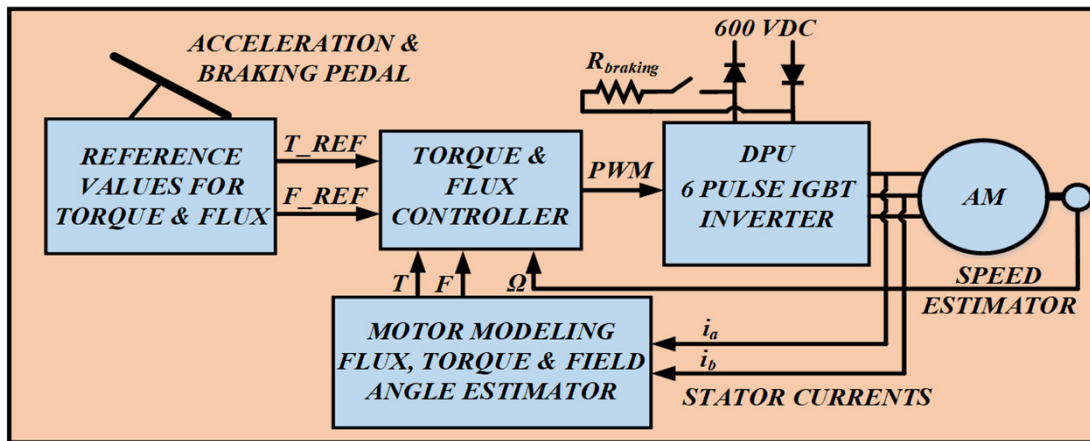 600 VDC
ACCELERATION &
BRAKING PEDAL
R_braking
REFERENCE
VALUES FOR
TORQUE & FLUX
T_REF
F_REF
TORQUE &
FLUX
CONTROLLER
PWM
DPU
6 PULSE IGBT
INVERTER
AM
T
F
Ω
SPEED
ESTIMATOR
MOTOR MODELING
FLUX, TORQUE & FIELD
ANGLE ESTIMATOR
i_a
i_b
STATOR CURRENTS